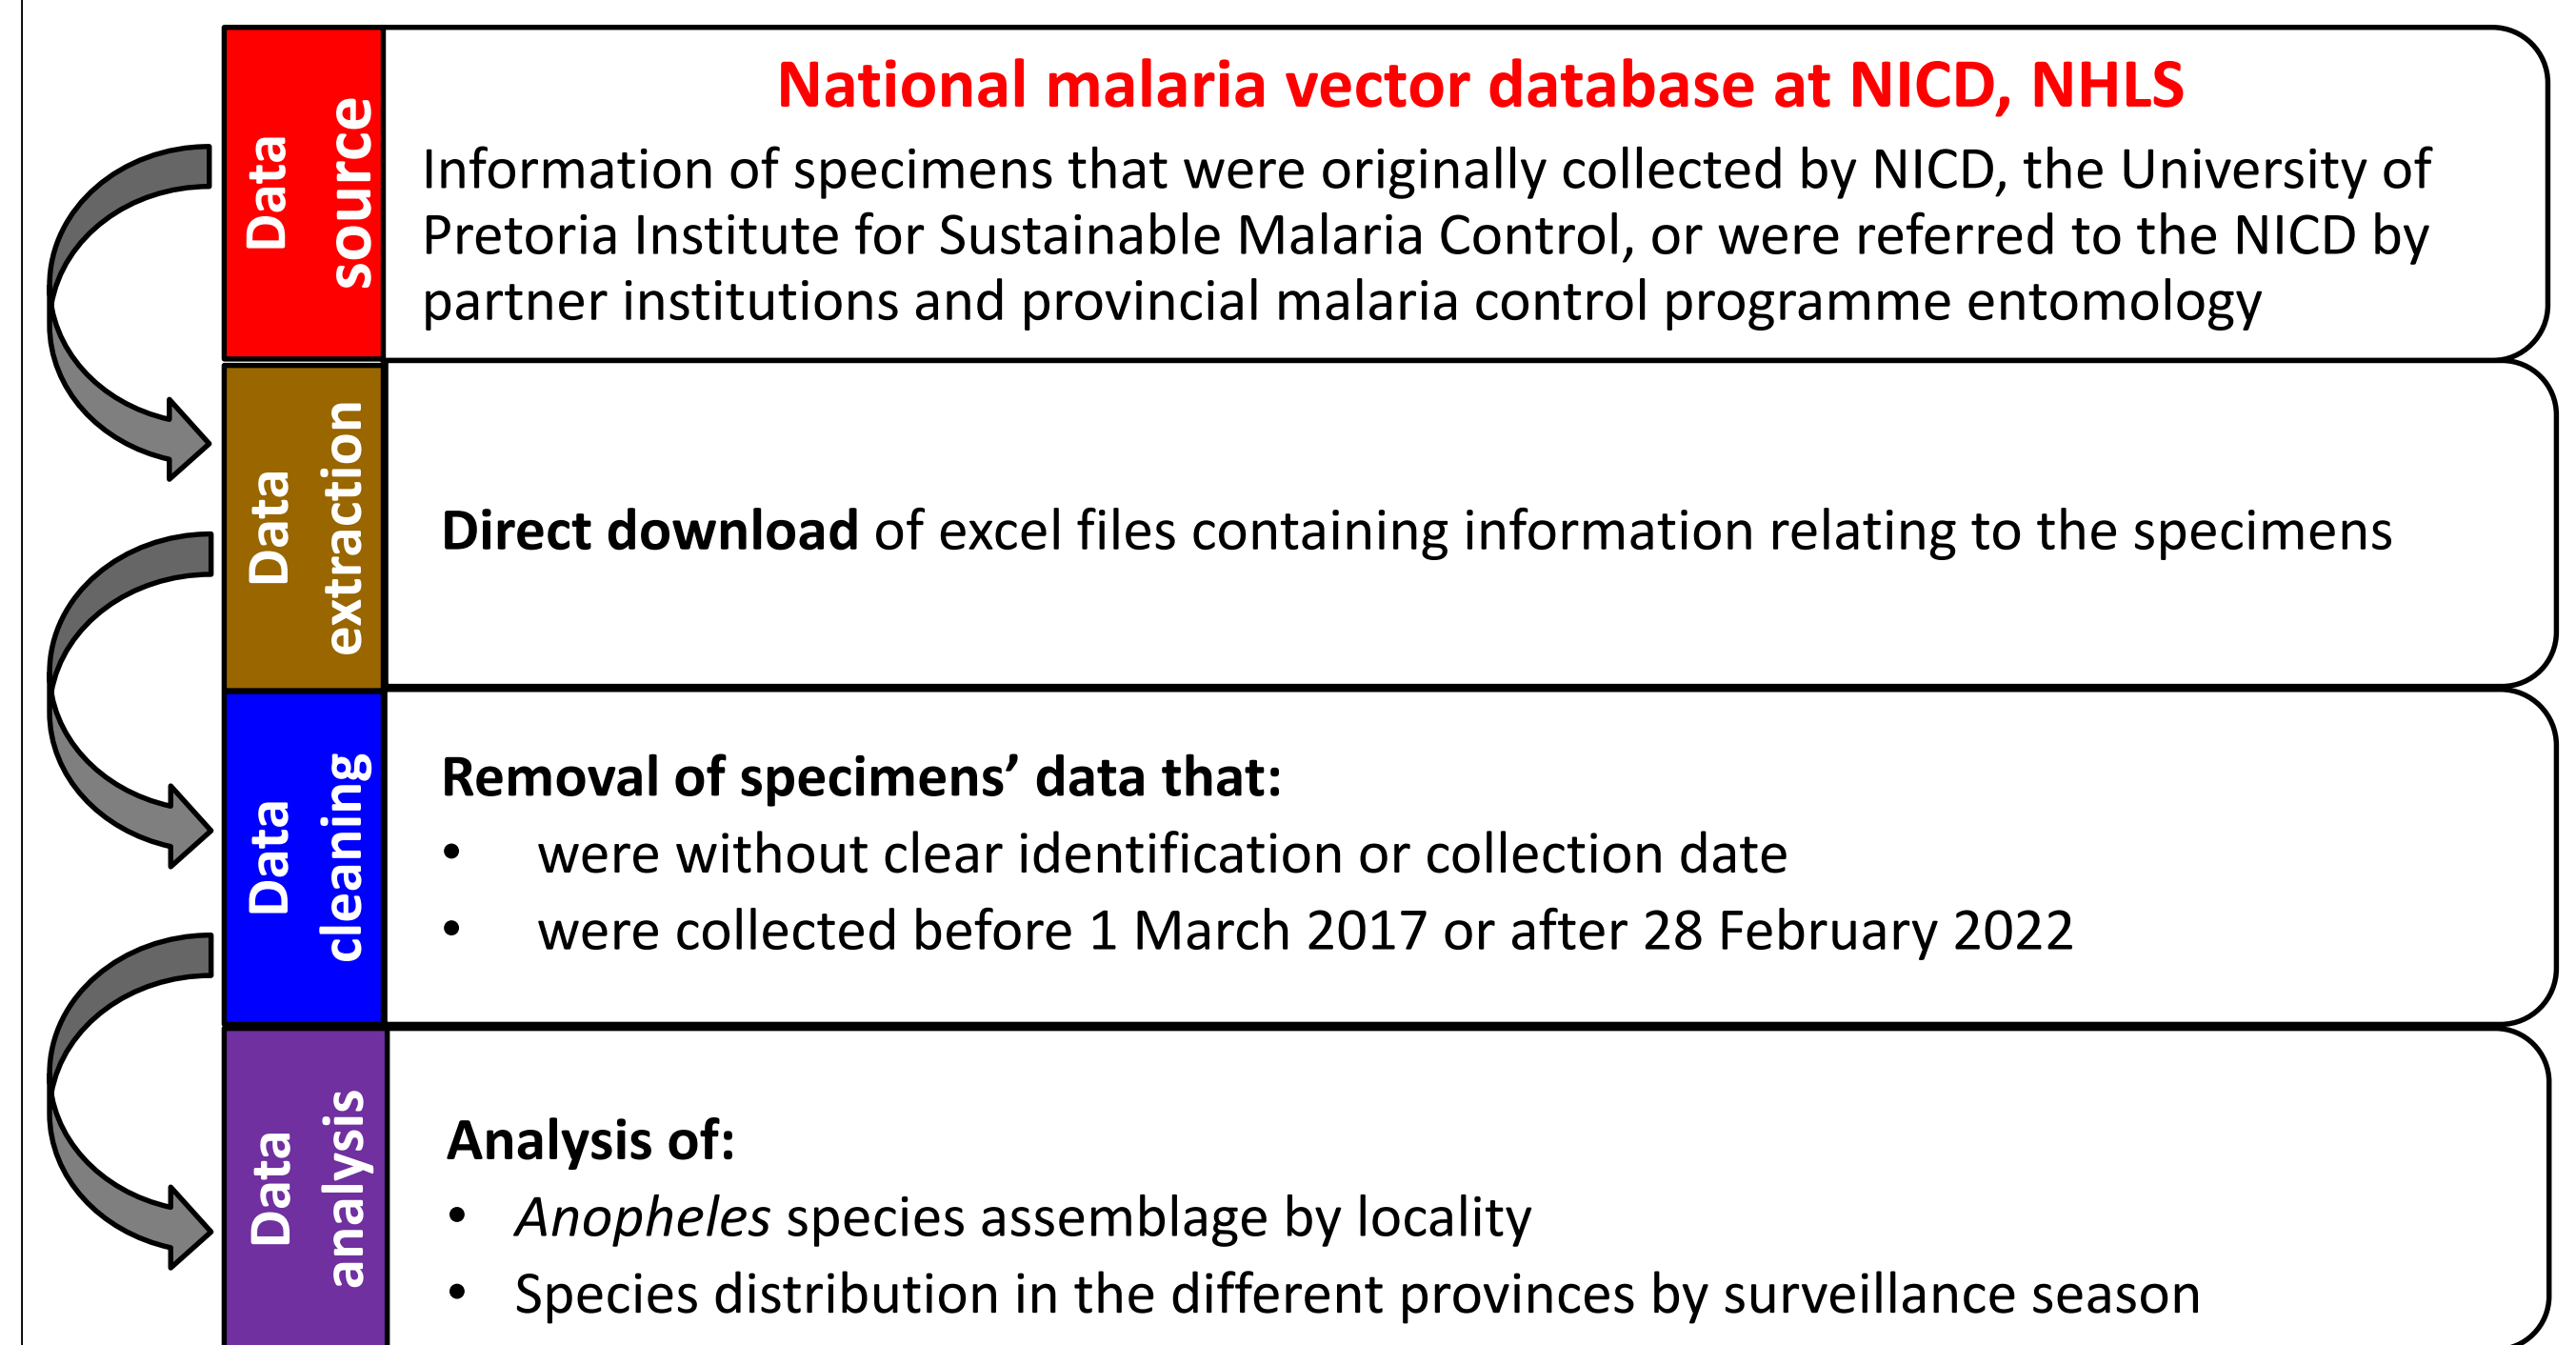 Data
source
National malaria vector database at NICD, NHLS
Information of specimens that were originally collected by NICD, the University of
Pretoria Institute for Sustainable Malaria Control, or were referred to the NICD by
partner institutions and provincial malaria control programme entomology
Data
extraction
Direct download of excel files containing information relating to the specimens
Data
cleaning
Removal of specimens’ data that:
• were without clear identification or collection date
• were collected before 1 March 2017 or after 28 February 2022
Data
analysis
Analysis of:
• Anopheles species assemblage by locality
• Species distribution in the different provinces by surveillance season